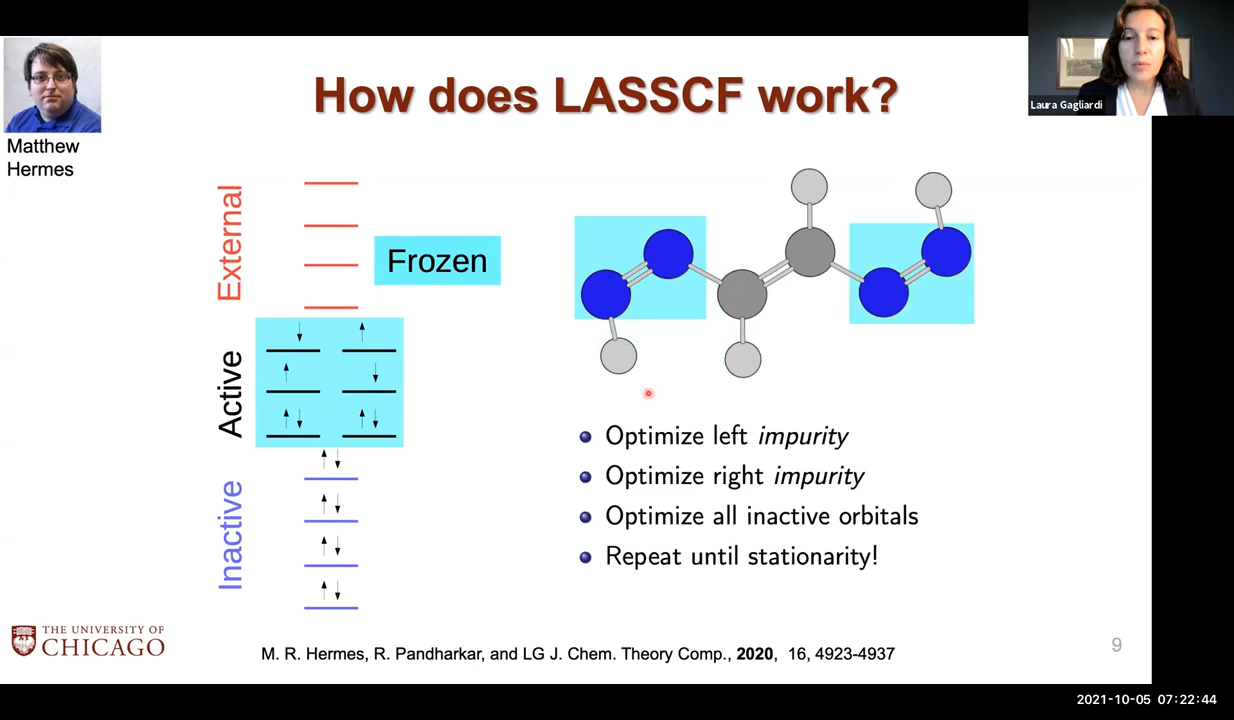 Laura Gagliardi
How does LASSCF work?
Matthew
Hermes
External
Frozen
Active
Inactive
Optimize left impurity
Optimize right impurity
Optimize all inactive orbitals
Repeat until stationarity!
THE UNIVERSITY OF
CHICAGO
M. R. Hermes, R. Pandharkar, and LG J. Chem. Theory Comp., 2020, 16, 4923-4937
9
2021-10-05 07:22:44